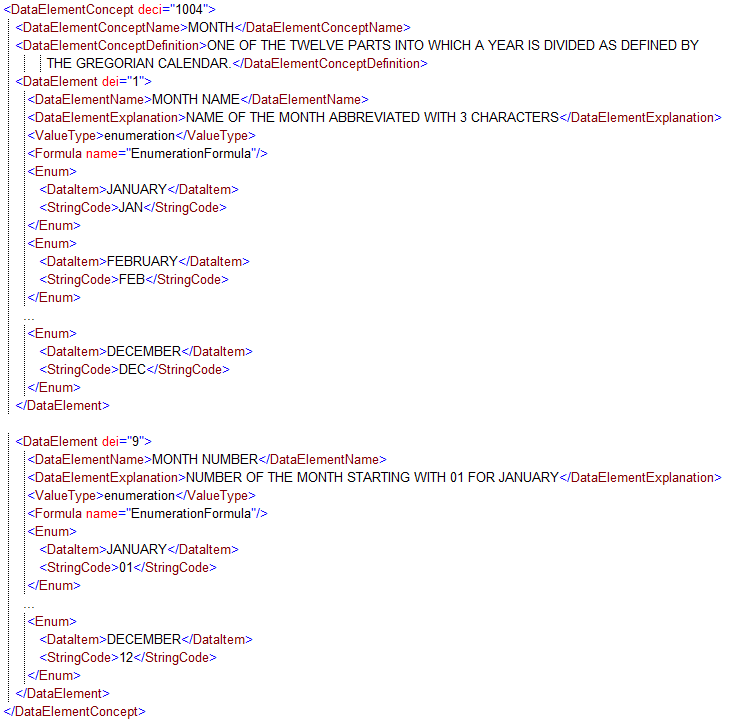 <DataElementConcept deci="1004">
<DataElementConceptName>MONTH</DataElementConceptName>
<DataElementConceptDefinition>ONE OF THE TWELVE PARTS INTO WHICH A YEAR IS DIVIDED AS DEFINED BY
THE GREGORIAN CALENDAR.</DataElementConceptDefinition>
<DataElement dei="1">
<DataElementName>MONTH NAME</DataElementName>
<DataElementExplanation>NAME OF THE MONTH ABBREVIATED WITH 3 CHARACTERS</DataElementExplanation>
<ValueType>enumeration</ValueType>
<Formula name="EnumerationFormula"/>
<Enum>
<DataItem>JANUARY</DataItem>
<StringCode>JAN</StringCode>
</Enum>
<Enum>
<DataItem>FEBRUARY</DataItem>
<StringCode>FEB</StringCode>
</Enum>
...
<Enum>
<DataItem>DECEMBER</DataItem>
<StringCode>DEC</StringCode>
</Enum>
</DataElement>
<DataElement dei="9">
<DataElementName>MONTH NUMBER</DataElementName>
<DataElementExplanation>NUMBER OF THE MONTH STARTING WITH 01 FOR JANUARY</DataElementExplanation>
<ValueType>enumeration</ValueType>
<Formula name="EnumerationFormula"/>
<Enum>
<DataItem>JANUARY</DataItem>
<StringCode>01</StringCode>
</Enum>
...
<Enum>
<DataItem>DECEMBER</DataItem>
<StringCode>12</StringCode>
</Enum>
</DataElement>
</DataElementConcept>